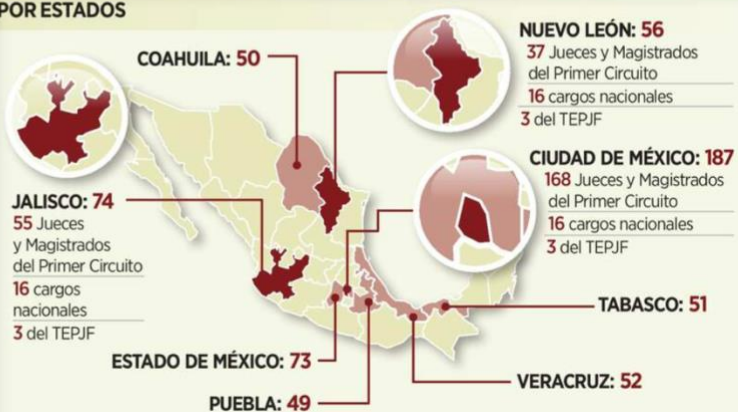 POR ESTADOS
COAHUILA: 50
NUEVO LEÓN: 56
37 Jueces y Magistrados
del Primer Circuito
16 cargos nacionales
3 del TEPJF
CIUDAD DE MÉXICO: 187
168 Jueces y Magistrados
del Primer Circuito
16 cargos nacionales
3 del TEPJF
JALISCO: 74
55 Jueces
y Magistrados
del Primer Circuito
16 cargos
nacionales
3 del TEPJF
TABASCO: 51
ESTADO DE MÉXICO: 73
VERACRUZ: 52
PUEBLA: 49